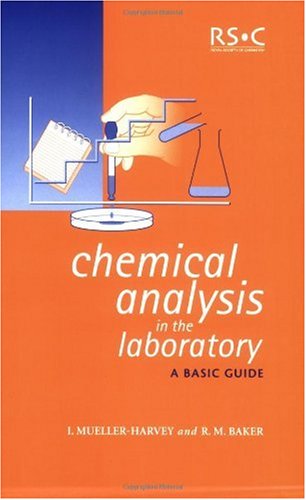 RS•C
ROYAL SOCIETY OF CHEMISTRY
chemical
analysis
in the
laboratory
A BASIC GUIDE
I. MUELLER-HARVEY and R. M. BAKER